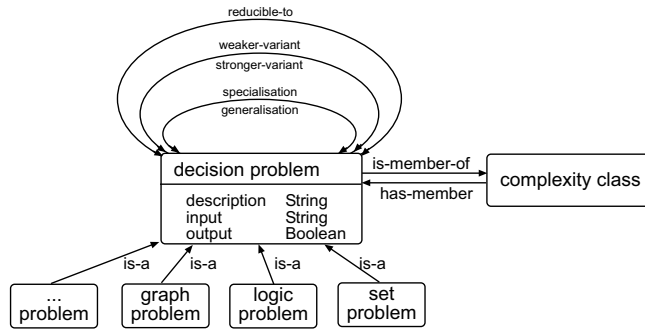 reducible-to
weaker-variant
stronger-variant
specialisation
generalisation
decision problem
is-member-of
has-member
complexity class
description String
input String
output Boolean
is-a is-a is-a is-a
... problem
graph problem
logic problem
set problem